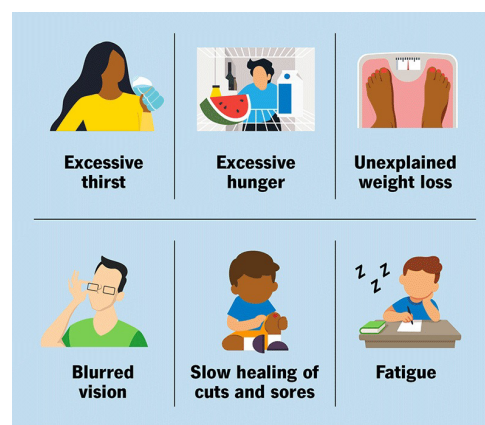 Excessive
thirst
Excessive
hunger
Unexplained
weight loss
Z
Z
Z
Z
Blurred
vision
Slow healing of
cuts and sores
Fatigue